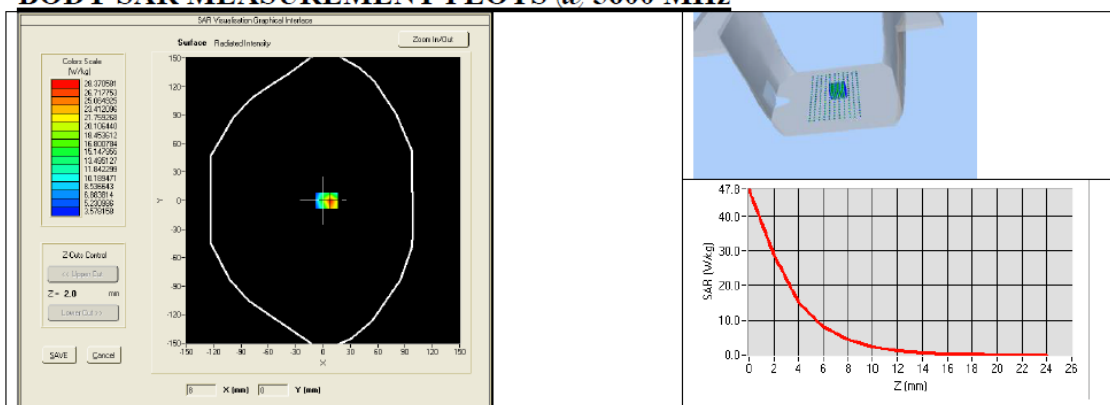 BODY SAR MEASUREMENT PLOTS @ 5600 MHz
SAR Visualisation Graphical Interface
Surface Radiated Intensity
Zoom In/Out
Colors Scale
(W/kg)
28.370581
26.717753
25.064925
23.412096
21.759268
20.106440
18.453612
16.800784
15.147955
13.495127
11.842299
10.189471
8.536643
6.883814
5.230986
3.578158
Z Cuts Control
<< Upper Cut
Z = 2.0 mm
Lower Cut >>
SAVE Cancel
150
120
90
60
30
0
-30
-60
-90
-120
-150
Y
-150 -120 -90 -60 -30 0 30 60 90 120 150
X
8 X (mm) 0 Y (mm)
47.8
40.0
30.0
20.0
10.0
0.0
SAR (W/kg)
0 2 4 6 8 10 12 14 16 18 20 22 24 26
Z (mm)